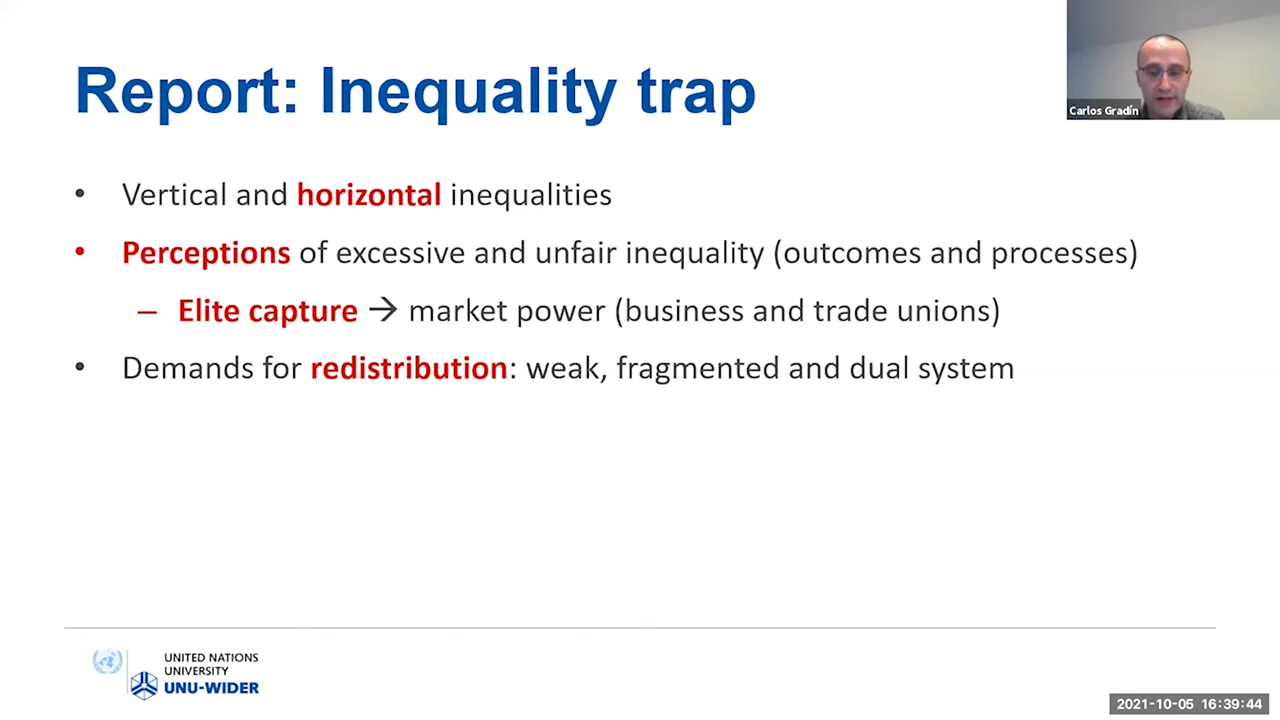 Report: Inequality trap
Carlos Gradín
• Vertical and horizontal inequalities
• Perceptions of excessive and unfair inequality (outcomes and processes)
– Elite capture → market power (business and trade unions)
• Demands for redistribution: weak, fragmented and dual system
UNITED NATIONS
UNIVERSITY
UNU-WIDER
2021-10-05 16:39:44